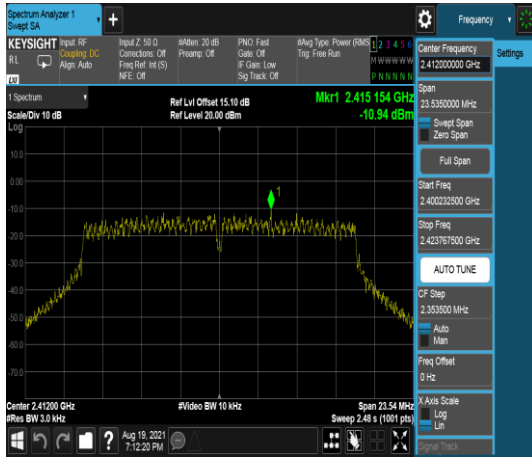 Spectrum Analyzer 1
Swept SA
+
Frequency
KEYSIGHT
RL
LXI
Input: RF
Coupling: DC
Align: Auto
Input Z: 50 Ω
Corrections: Off
Freq Ref: Int (S)
NFE: Off
#Atten: 20 dB
Preamp: Off
PNO: Fast
Gate: Off
IF Gain: Low
Sig Track: Off
#Avg Type: Power (RMS
Trig: Free Run
1 2 3 4 5 6
M W W W W W
P N N N N N
1 Spectrum
Scale/Div 10 dB
Ref Lvl Offset 15.10 dB
Ref Level 20.00 dBm
Mkr1 2.415 154 GHz
-10.94 dBm
Log
10.0
0.00
-10.0
-20.0
-30.0
-40.0
-50.0
-60.0
-70.0
1
Center 2.41200 GHz
#Res BW 3.0 kHz
#Video BW 10 kHz
Span 23.54 MHz
Sweep 2.48 s (1001 pts)
Aug 19, 2021
7:12:20 PM
Center Frequency
2.412000000 GHz
Settings
Span
23.5350000 MHz
Swept Span
Zero Span
Full Span
Start Freq
2.400232500 GHz
Stop Freq
2.423767500 GHz
AUTO TUNE
CF Step
2.353500 MHz
Auto
Man
Freq Offset
0 Hz
X Axis Scale
Log
Lin
Signal Track